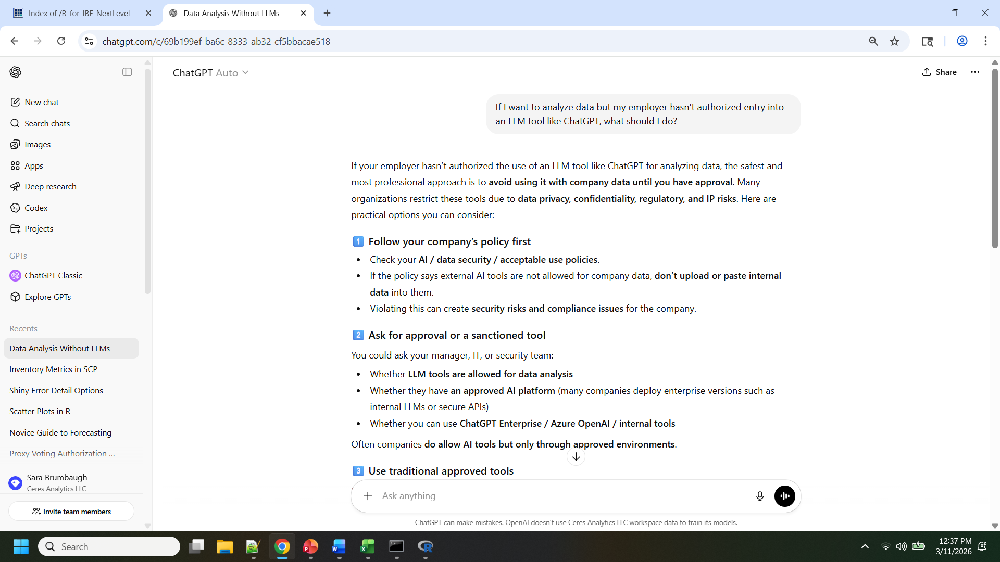 Index of /R_for_IBF_NextLevel
Data Analysis Without LLMs
chatgpt.com/c/69b199ef-ba6c-8333-ab32-cf5bbacae518
ChatGPT Auto
Share
New chat
Search chats
Images
Apps
Deep research
Codex
Projects
GPTs
ChatGPT Classic
Explore GPTs
Recents
Data Analysis Without LLMs
Inventory Metrics in SCP
Shiny Error Detail Options
Scatter Plots in R
Novice Guide to Forecasting
Proxy Voting Authorization ...
Sara Brumbaugh
Ceres Analytics LLC
Invite team members
If I want to analyze data but my employer hasn't authorized entry into
an LLM tool like ChatGPT, what should I do?
If your employer hasn’t authorized the use of an LLM tool like ChatGPT for analyzing data, the safest and
most professional approach is to avoid using it with company data until you have approval. Many
organizations restrict these tools due to data privacy, confidentiality, regulatory, and IP risks. Here are
practical options you can consider:
1 Follow your company’s policy first
• Check your AI / data security / acceptable use policies.
• If the policy says external AI tools are not allowed for company data, don’t upload or paste internal
data into them.
• Violating this can create security risks and compliance issues for the company.
2 Ask for approval or a sanctioned tool
You could ask your manager, IT, or security team:
• Whether LLM tools are allowed for data analysis
• Whether they have an approved AI platform (many companies deploy enterprise versions such as
internal LLMs or secure APIs)
• Whether you can use ChatGPT Enterprise / Azure OpenAI / internal tools
Often companies do allow AI tools but only through approved environments.
3 Use traditional approved tools
Ask anything
ChatGPT can make mistakes. OpenAI doesn't use Ceres Analytics LLC workspace data to train its models.
Search
12:37 PM
3/11/2026